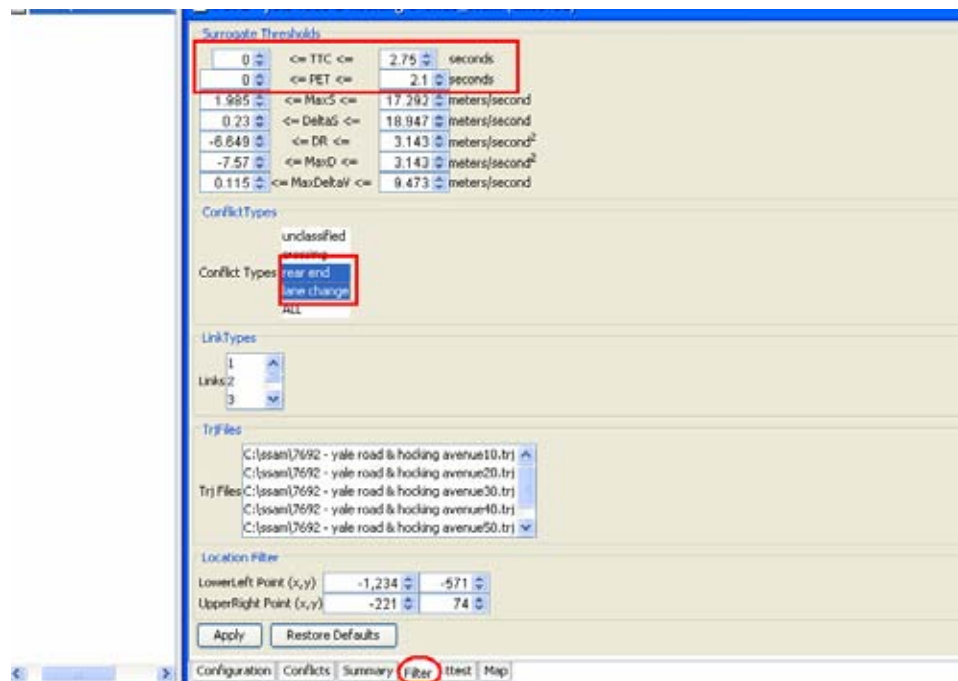 Surrogate Thresholds
0 <= TTC <= 2.75 seconds
0 <= PET <= 2.1 seconds
1.985 <= MaxS <= 17.292 meters/second
0.23 <= DeltaS <= 18.947 meters/second
-6.649 <= DR <= 3.143 meters/second²
-7.57 <= MaxD <= 3.143 meters/second²
0.115 <= MaxDeltaV <= 9.473 meters/second
ConflictTypes
unclassified
crossing
Conflict Types rear end
lane change
ALL
LinkTypes
1
Links 2
3
TrjFiles
C:\ssam\7692 - yale road & hocking avenue10.trj
C:\ssam\7692 - yale road & hocking avenue20.trj
Trj Files C:\ssam\7692 - yale road & hocking avenue30.trj
C:\ssam\7692 - yale road & hocking avenue40.trj
C:\ssam\7692 - yale road & hocking avenue50.trj
Location Filter
LowerLeft Point (x,y) -1,234 -571
UpperRight Point (x,y) -221 74
Apply Restore Defaults
Configuration Conflicts Summary Filter ttest Map